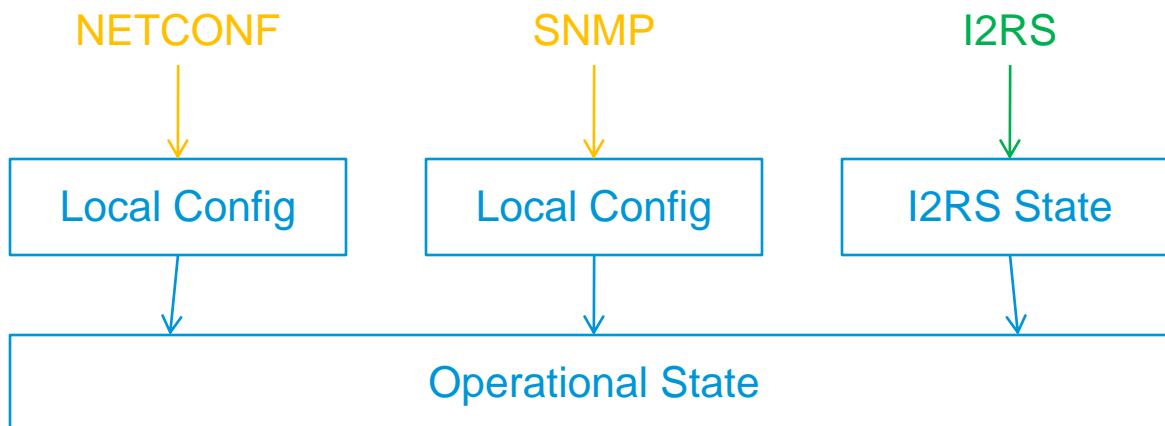 NETCONF
SNMP
I2RS
Local Config
Local Config
I2RS State
Operational State